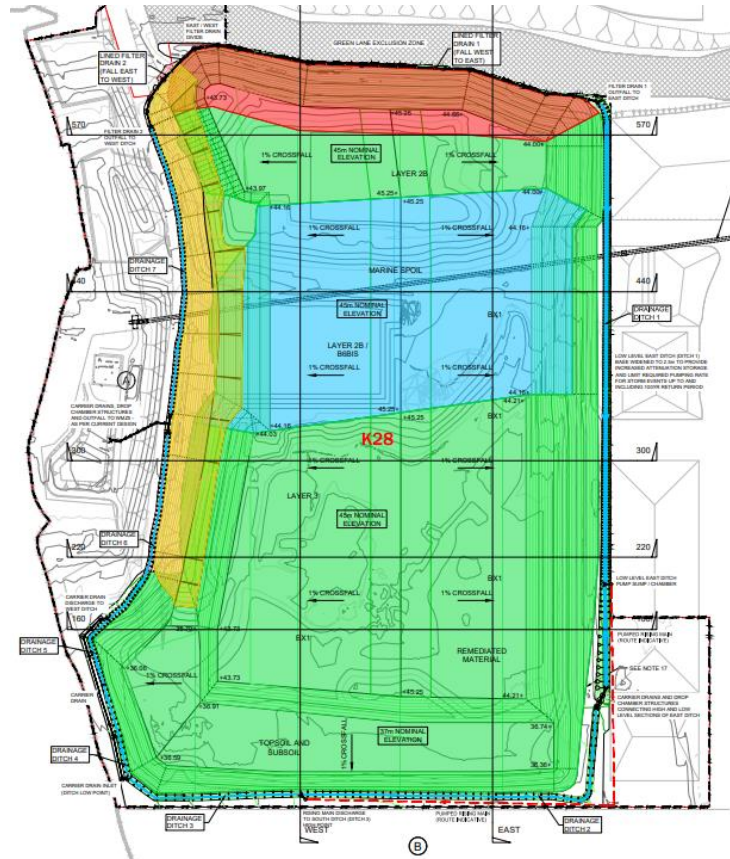 EAST / WEST
FILTER DRAIN
DIVIDE
LINED FILTER
DRAIN 2
(FALL EAST
TO WEST)
GREEN LANE EXCLUSION ZONE
LINED FILTER
DRAIN 1
(FALL WEST
TO EAST)
FILTER DRAIN 1
OUTFALL TO
EAST DITCH
+43.73
45.25
44.66+
570
570
FILTER DRAIN 2
OUTFALL TO
WEST DITCH
1% CROSSFALL
45m NOMINAL
ELEVATION
1% CROSSFALL
LAYER 2B
+43.97
45.25+
+45.25
+44.16
1% CROSSFALL
1% CROSSFALL
44.16+
DRAINAGE
DITCH 7
MARINE SPOIL
440
440
45m NOMINAL
ELEVATION
BX1
DRAINAGE
DITCH 1
LAYER 2B /
B6BIS
A
1% CROSSFALL
1% CROSSFALL
LOW LEVEL EAST DITCH (DITCH 1)
BASE WIDENED TO 2.5m TO PROVIDE
INCREASED ATTENUATION STORAGE
AND LIMIT REQUIRED PUMPING RATE
FOR STORM EVENTS UP TO AND
INCLUDING 100YR RETURN PERIOD
CARRIER DRAINS, DROP
CHAMBER STRUCTURES
AND OUTFALL TO WMZ5 -
AS PER CURRENT DESIGN
44.16+
44.21+
45.25+
+45.25
BX1
+44.16
+44.03
K28
300
300
1% CROSSFALL
1% CROSSFALL
LAYER 3
45m NOMINAL
ELEVATION
DRAINAGE
DITCH 6
220
220
BX1
LOW LEVEL EAST DITCH
PUMP SUMP / CHAMBER
CARRIER DRAIN
DISCHARGE TO
WEST DITCH
1% CROSSFALL
1% CROSSFALL
160
+43.73
BX1
PUMPED RISING MAIN
(ROUTE INDICATIVE)
DRAINAGE
DITCH 5
REMEDIATED
MATERIAL
1% CROSSFALL
SEE NOTE 17
+43.73
+45.25
44.21+
CARRIER
DRAIN
CARRIER DRAINS AND DROP
CHAMBER STRUCTURES
CONNECTING HIGH AND LOW
LEVEL SECTIONS OF EAST DITCH
+36.91
36.74+
37m NOMINAL
ELEVATION
TOPSOIL AND
SUBSOIL
1% CROSSFALL
DRAINAGE
DITCH 4
+36.59
36.36+
CARRIER DRAIN INLET
(DITCH LOW POINT)
DRAINAGE
DITCH 3
RISING MAIN DISCHARGE
TO SOUTH DITCH (DITCH 3)
HIGH POINT
PUMPED RISING MAIN
(ROUTE INDICATIVE)
DRAINAGE
DITCH 2
WEST
EAST
B